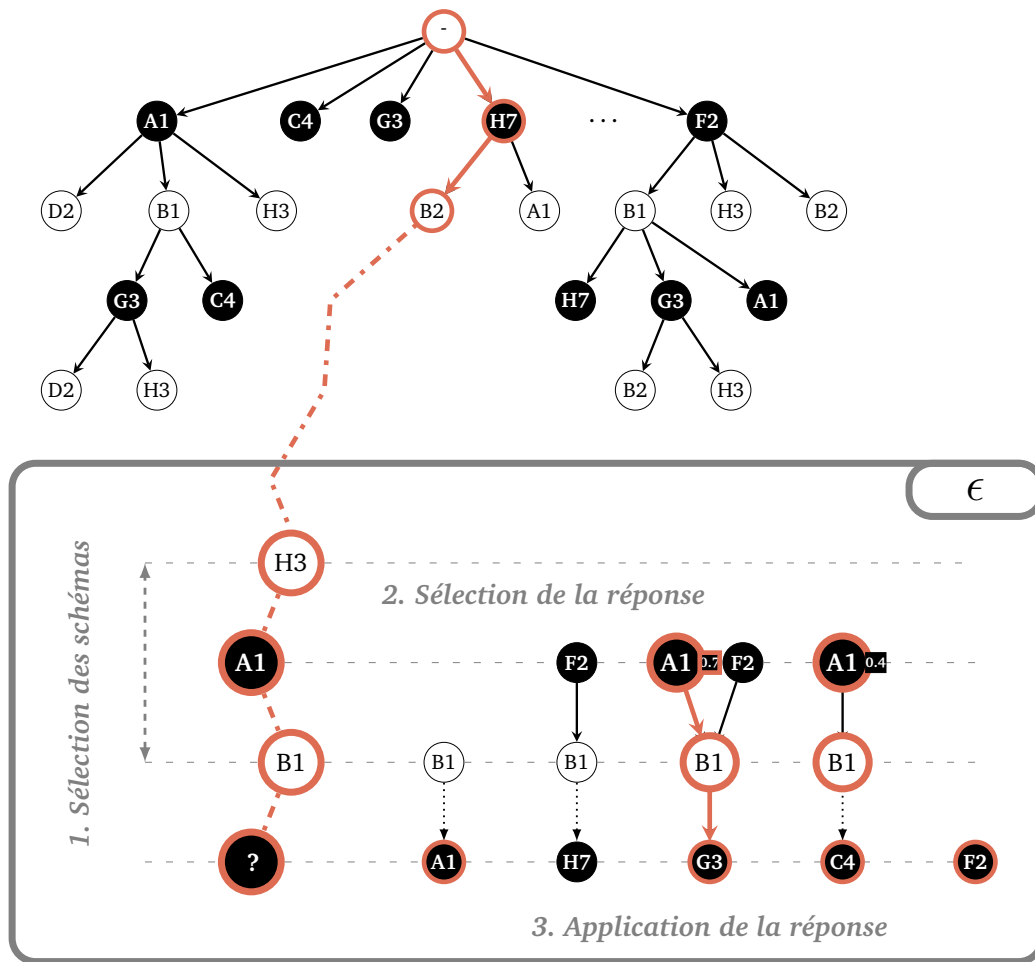 -
A1 C4 G3 H7 ... F2
D2 B1 H3 B2 A1 B1 H3 B2
G3 C4 H7 G3 A1
D2 H3 B2 H3
ϵ
H3
2. Sélection de la réponse
1. Sélection des schémas
A1 F2 A1 0.7 F2 A1 0.4
B1 B1 B1 B1 B1
? A1 H7 G3 C4 F2
3. Application de la réponse